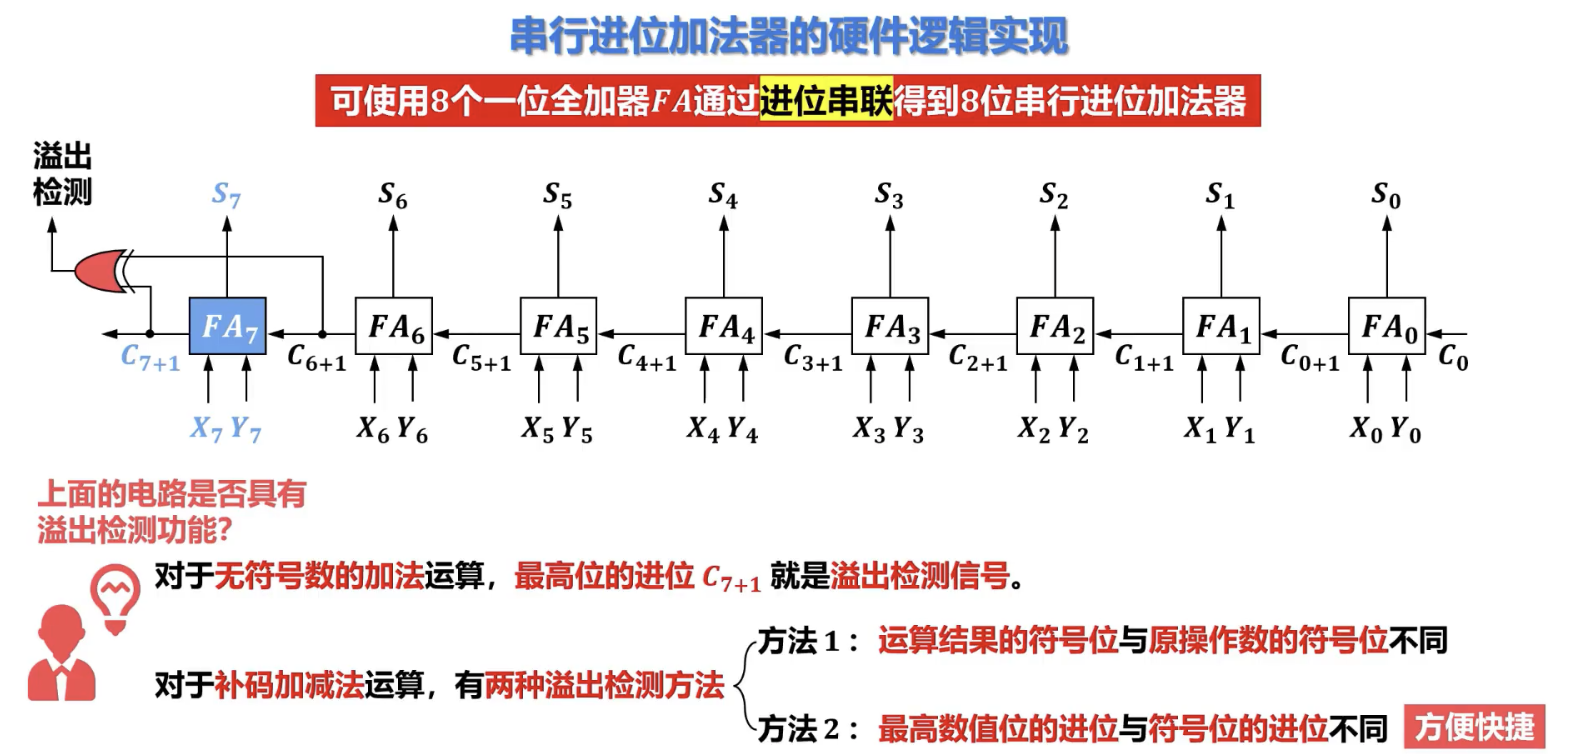 串行进位加法器的硬件逻辑实现
可使用8个一位全加器FA通过进位串联得到8位串行进位加法器
溢出
检测
S₇ S₆ S₅ S₄ S₃ S₂ S₁ S₀
FA₇ FA₆ FA₅ FA₄ FA₃ FA₂ FA₁ FA₀
C₇₊₁ C₆₊₁ C₅₊₁ C₄₊₁ C₃₊₁ C₂₊₁ C₁₊₁ C₀₊₁ C₀
X₇ Y₇ X₆ Y₆ X₅ Y₅ X₄ Y₄ X₃ Y₃ X₂ Y₂ X₁ Y₁ X₀ Y₀
上面的电路是否具有
溢出检测功能？
对于无符号数的加法运算，最高位的进位 C₇₊₁ 就是溢出检测信号。
方法 1： 运算结果的符号位与原操作数的符号位不同
对于补码加减法运算，有两种溢出检测方法
方法 2： 最高数值位的进位与符号位的进位不同 方便快捷